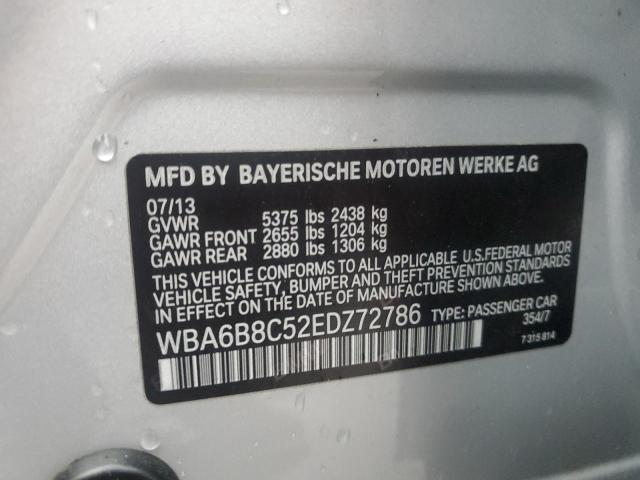 MFD BY BAYERISCHE MOTOREN WERKE AG
07/13
GVWR 5375 lbs 2438 kg
GAWR FRONT 2655 lbs 1204 kg
GAWR REAR 2880 lbs 1306 kg
THIS VEHICLE CONFORMS TO ALL APPLICABLE U.S.FEDERAL MOTOR
VEHICLE SAFETY, BUMPER AND THEFT PREVENTION STANDARDS
IN EFFECT ON THE DATE OF MANUFACTURE SHOWN ABOVE.
WBA6B8C52EDZ72786 TYPE: PASSENGER CAR
354/7
7 315 814